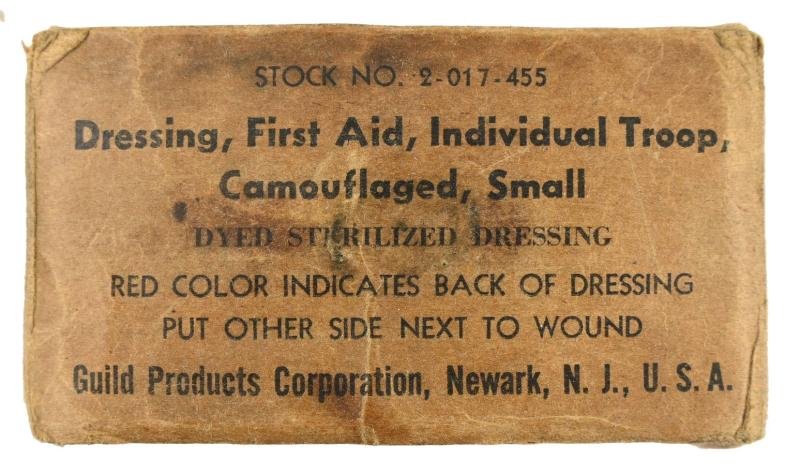 STOCK NO. 2-017-455
Dressing, First Aid, Individual Troop,
Camouflaged, Small
DYED STERILIZED DRESSING
RED COLOR INDICATES BACK OF DRESSING
PUT OTHER SIDE NEXT TO WOUND
Guild Products Corporation, Newark, N. J., U. S. A.